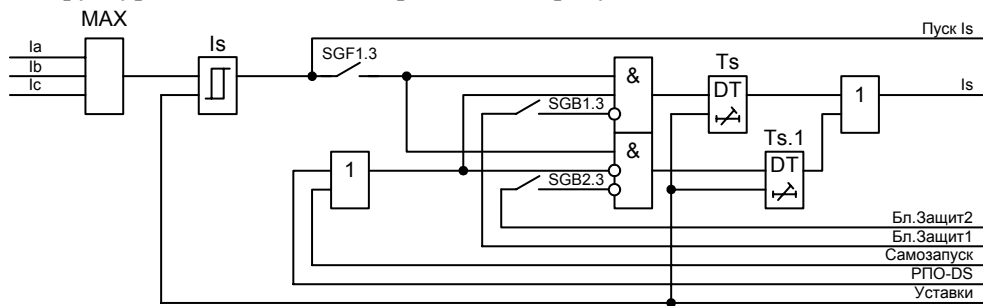 MAX
Ia
Ib
Ic
Is
SGF1.3
Пуск Is
&
SGB1.3
Ts
DT
1
Is
&
SGB2.3
1
Ts.1
DT
Бл.Защит2
Бл.Защит1
Самозапуск
РПО-DS
Уставки